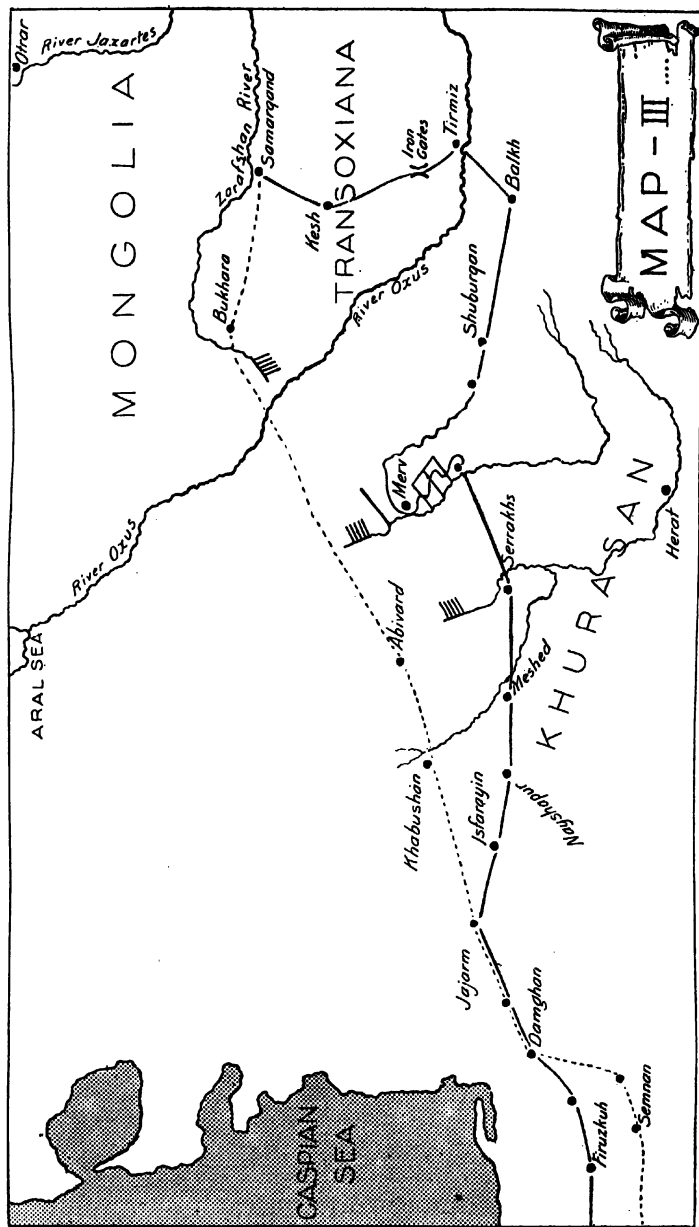 MAP-III....
Otrar
River Jaxartes
MONGOLIA
Zarafshan River
Samarqand
TRANSOXIANA
Iron
Gates
Tirmiz
Kesh
Balkh
Bukhara
River Oxus
Shuburqan
Merv
River Oxus
Serrakhs
Herat
KHURASAN
ARAL SEA
Abivard
Meshed
Khabushan
Nayshapur
Isfarayin
Jajarm
Damghan
CASPIAN
SEA
Semnan
Firuzkuh